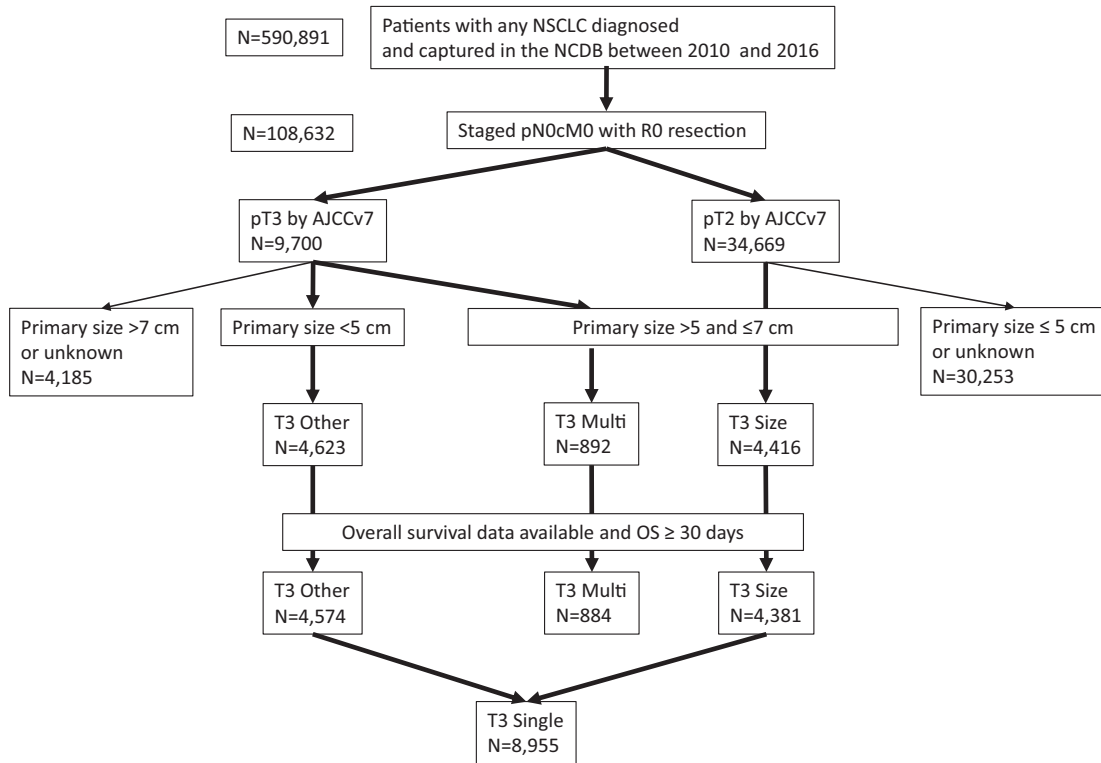 N=590,891
Patients with any NSCLC diagnosed
and captured in the NCDB between 2010 and 2016
N=108,632
Staged pN0cM0 with R0 resection
pT3 by AJCCv7
N=9,700
pT2 by AJCCv7
N=34,669
Primary size >7 cm
or unknown
N=4,185
Primary size <5 cm
Primary size >5 and ≤7 cm
Primary size ≤ 5 cm
or unknown
N=30,253
T3 Other
N=4,623
T3 Multi
N=892
T3 Size
N=4,416
Overall survival data available and OS ≥ 30 days
T3 Other
N=4,574
T3 Multi
N=884
T3 Size
N=4,381
T3 Single
N=8,955